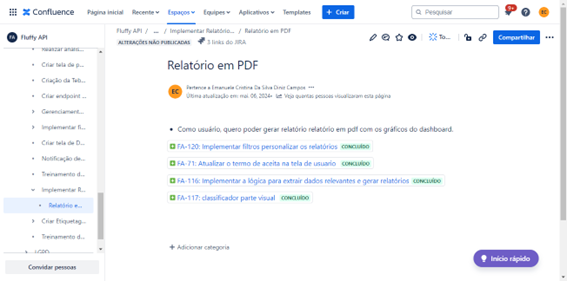 Confluence
Página inicial
Recente
Espaços
Equipes
Aplicativos
Templates
+ Criar
Pesquisar
9+
EC
FA Fluffy API
Realizar anális...
Criar tela de p...
Criação da Teb...
Criar endpoint ...
Gerenciament...
Implementar fi...
Criar tela de D...
Notificação de...
Treinamento d...
Implementar R...
Relatório e...
Criar Etiquetag...
Treinamento d...
LGPD
Convidar pessoas
Fluffy API / ... / Implementar Relatório... / Relatório em PDF
ALTERAÇÕES NÃO PUBLICADAS
3 links do JIRA
To...
Compartilhar
Relatório em PDF
EC
Pertence a Emanuele Cristina Da Silva Diniz Campos
Última atualização em: mai. 06, 2024 • Veja quantas pessoas visualizaram esta página
• Como usuário, quero poder gerar relatório relatório em pdf com os gráficos do dashboard.
FA-120: Implementar filtros personalizar os relatórios CONCLUÍDO
FA-71: Atualizar o termo de aceita na tela de usuario CONCLUÍDO
FA-116: Implementar a lógica para extrair dados relevantes e gerar relatórios CONCLUÍDO
FA-117: classificador parte visual CONCLUÍDO
+ Adicionar categoria
Início rápido